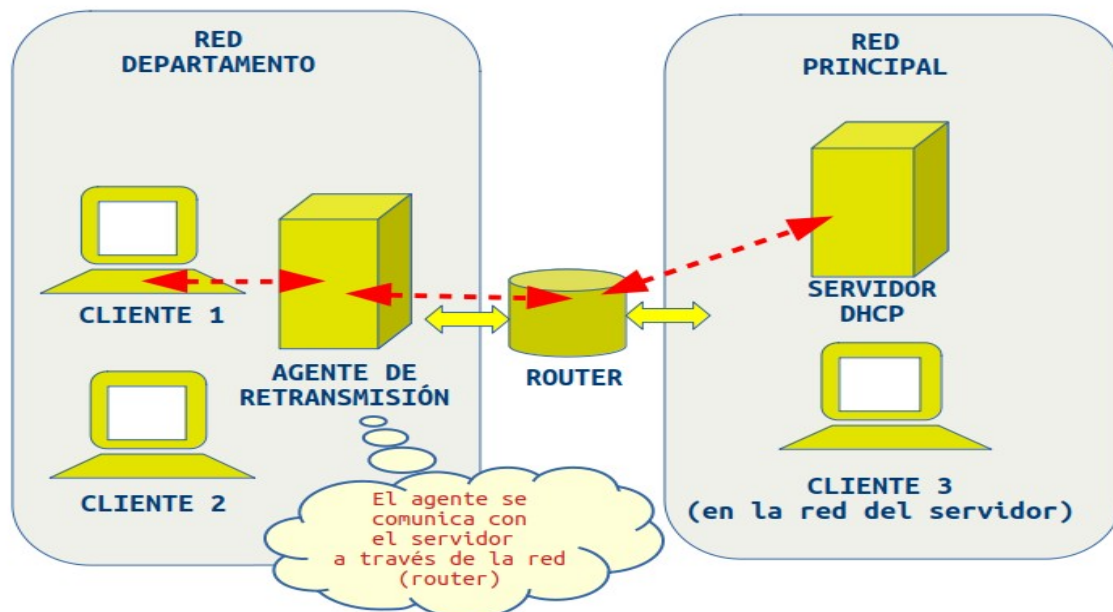 RED
DEPARTAMENTO
CLIENTE 1
CLIENTE 2
AGENTE DE
RETRANSMISIÓN
El agente se
comunica con
el servidor
a través de la red
(router)
ROUTER
RED
PRINCIPAL
SERVIDOR
DHCP
CLIENTE 3
(en la red del servidor)